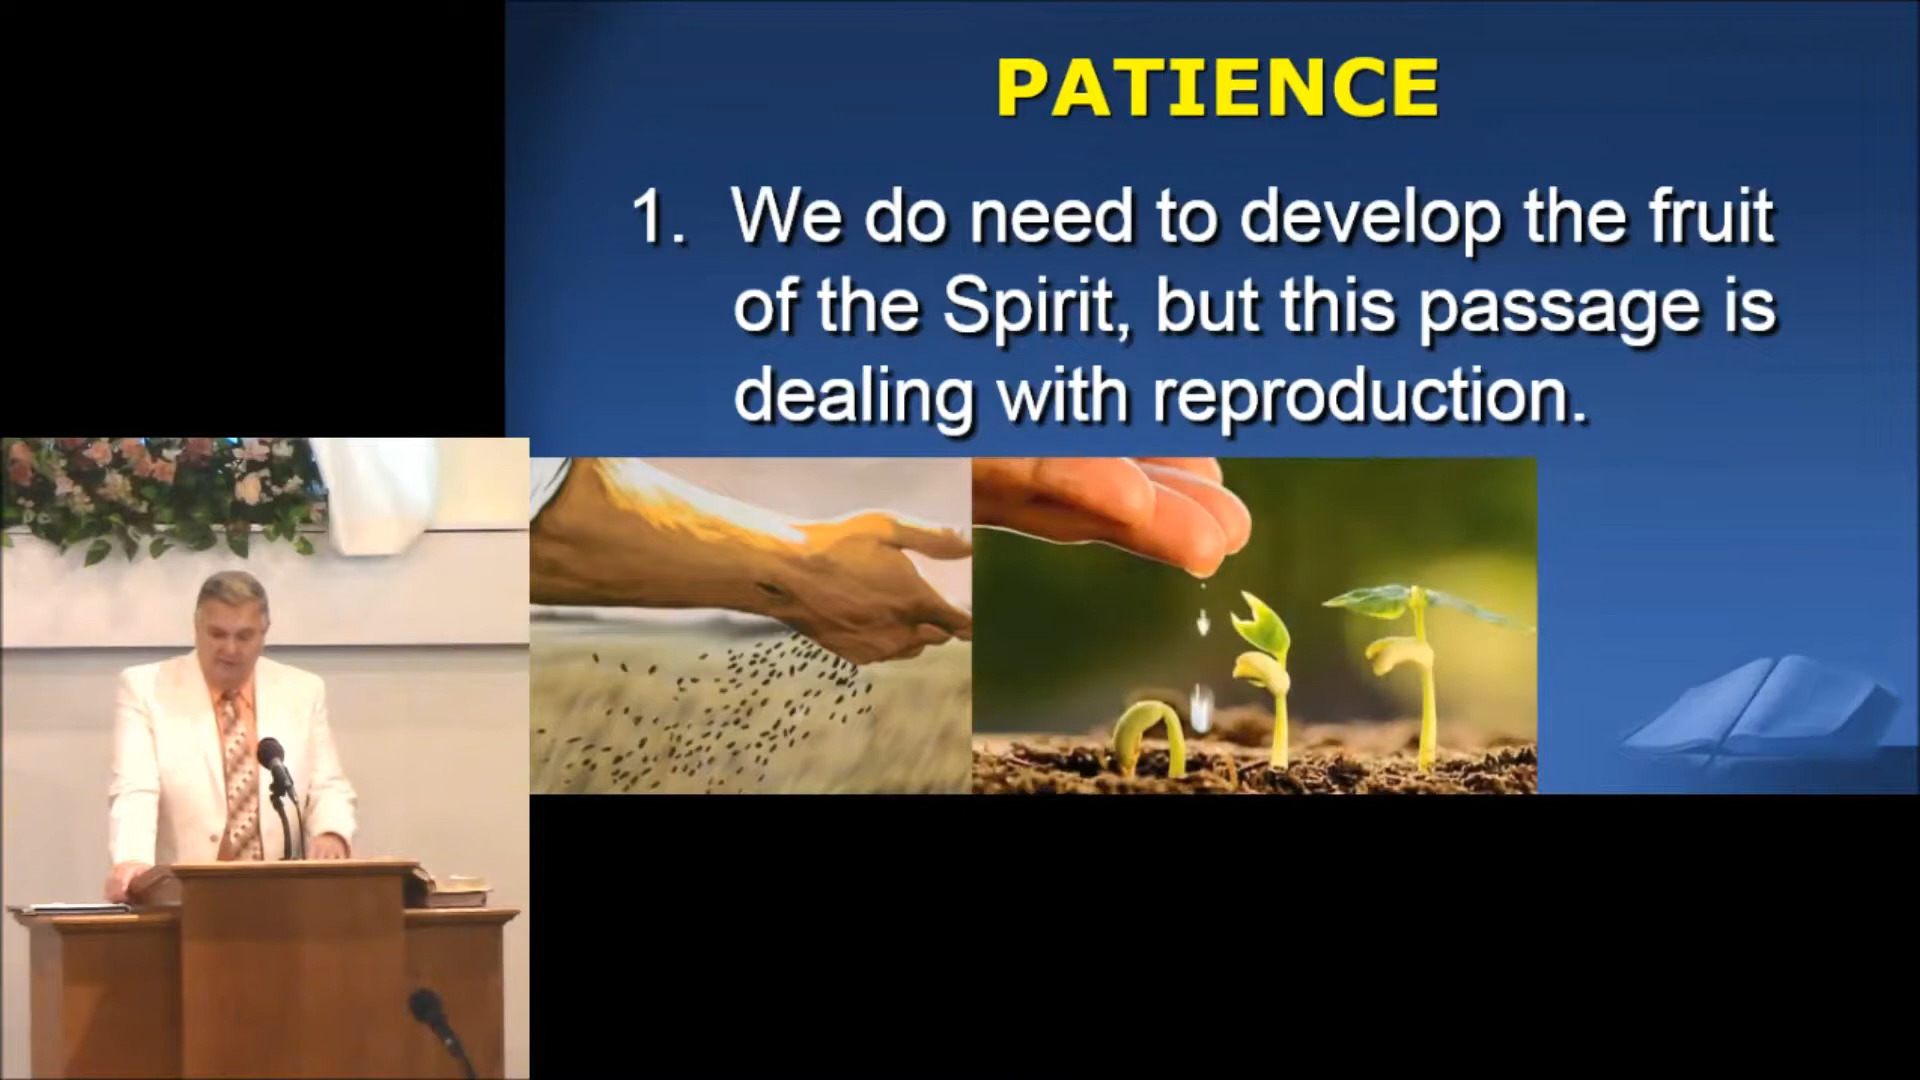 PATIENCE
1. We do need to develop the fruit
of the Spirit, but this passage is
dealing with reproduction.